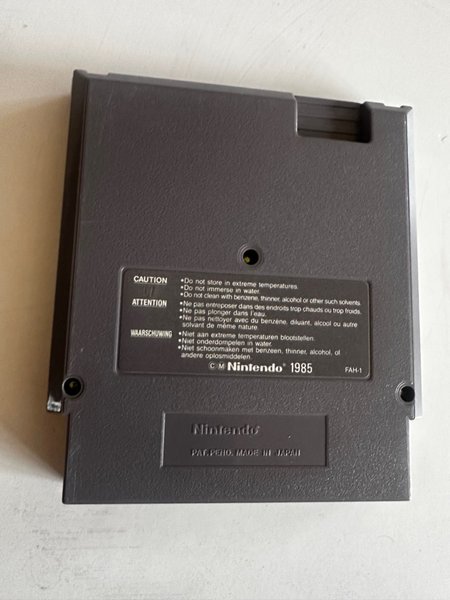 CAUTION •Do not store in extreme temperatures.
•Do not immerse in water.
•Do not clean with benzene, thinner, alcohol or other such solvents.
ATTENTION •Ne pas entreposer dans des endroits trop chauds ou trop froids.
•Ne pas plonger dans l'eau.
•Ne pas nettoyer avec du benzène, diluant, alcool ou autre
solvant de même nature
WAARSCHUWING •Niet aan extreme temperaturen blootstellen.
•Niet onderdompelen in water.
•Niet schoonmaken met benzeen, thinner, alcohol, of
andere oplosmiddelen.
ⒸⓂ Nintendo® 1985 FAH-1
Nintendo®
PAT. PEND. MADE IN JAPAN